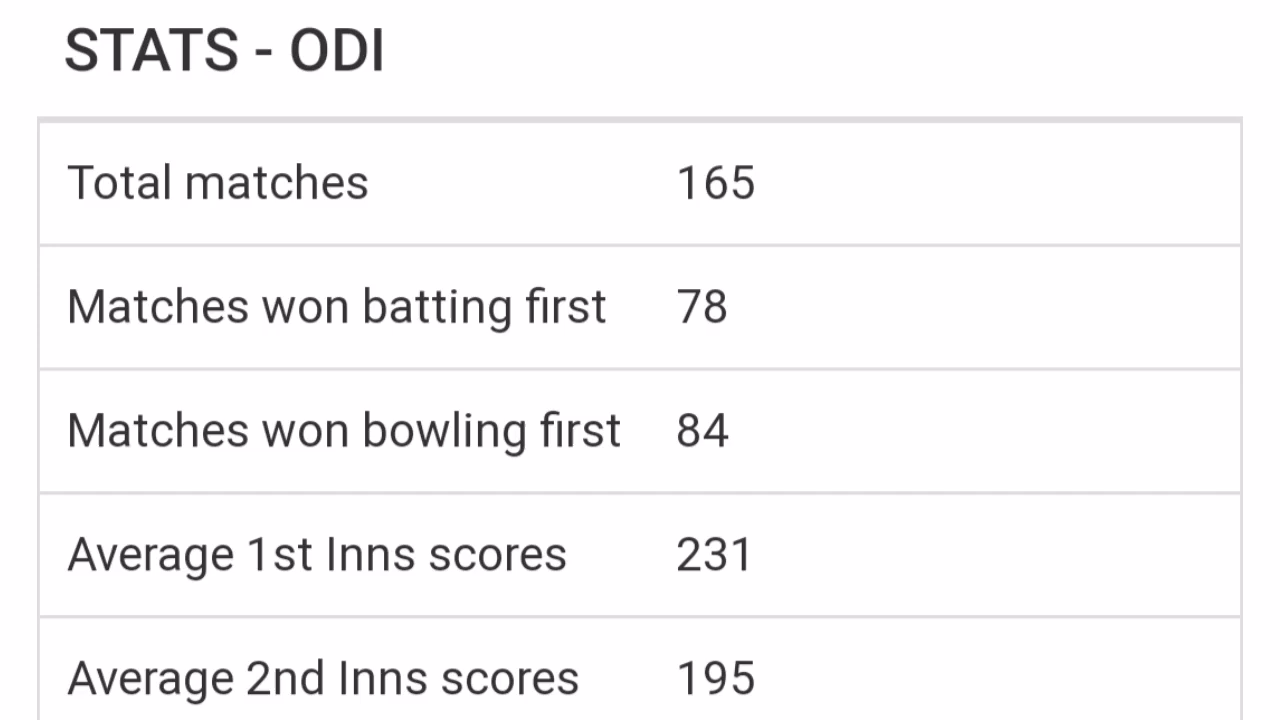 STATS - ODI
Total matches 165
Matches won batting first 78
Matches won bowling first 84
Average 1st Inns scores 231
Average 2nd Inns scores 195